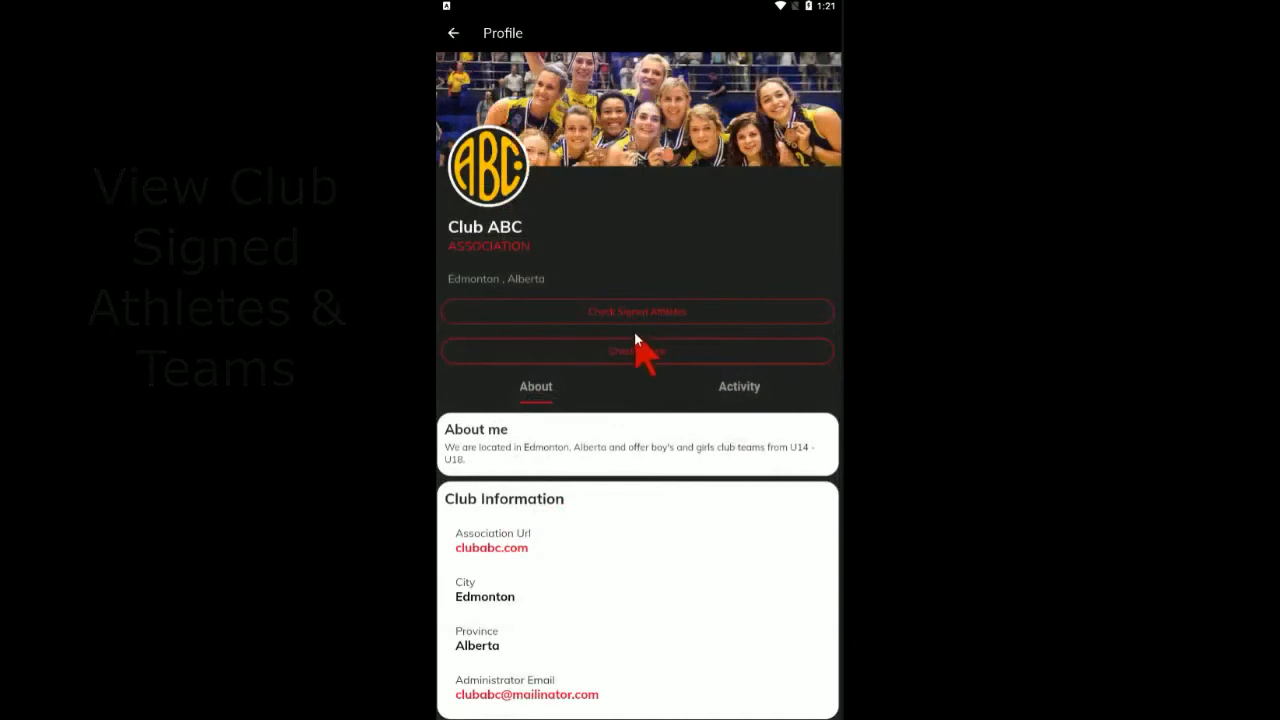 1:21
Profile
ABC
Club ABC
ASSOCIATION
Edmonton , Alberta
Check Signed Athletes
About
Activity
About me
We are located in Edmonton, Alberta and offer boy's and girls club teams from U14 -
U18.
Club Information
Association Url
clubabc.com
City
Edmonton
Province
Alberta
Administrator Email
clubabc@mailinator.com
View Club
Signed
Athletes &
Teams